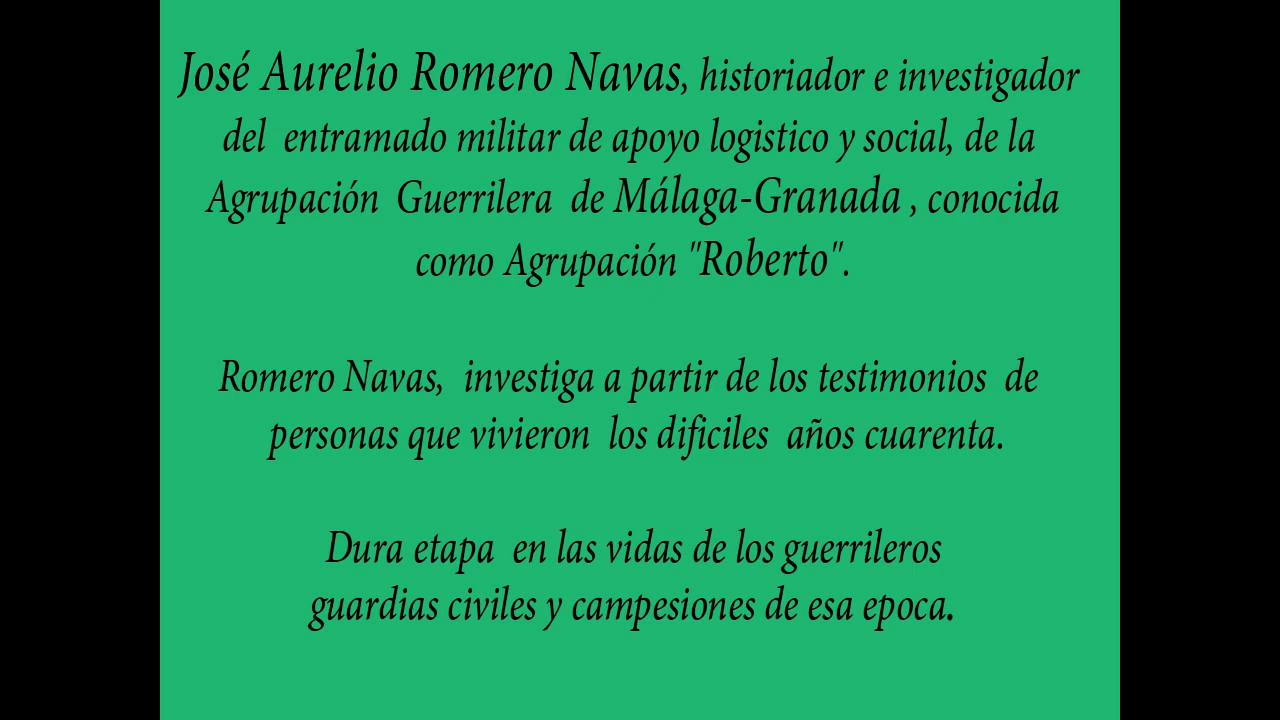 José Aurelio Romero Navas, historiador e investigador
del entramado militar de apoyo logistico y social, de la
Agrupación Guerrilera de Málaga-Granada , conocida
como Agrupación "Roberto".
Romero Navas, investiga a partir de los testimonios de
personas que vivieron los dificiles años cuarenta.
Dura etapa en las vidas de los guerrileros
guardias civiles y campesiones de esa epoca.